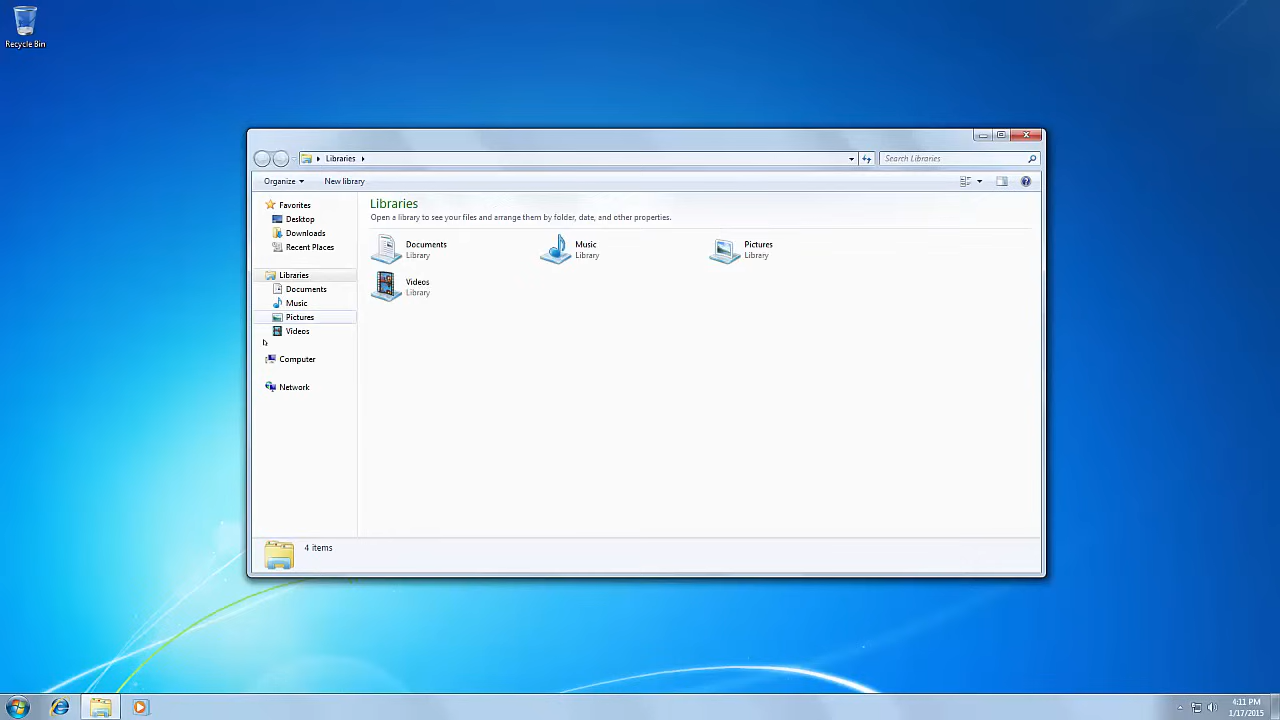 Recycle Bin
Libraries
Search Libraries
Organize
New library
Favorites
Desktop
Downloads
Recent Places
Libraries
Documents
Music
Pictures
Videos
Computer
Network
Libraries
Open a library to see your files and arrange them by folder, date, and other properties.
Documents
Library
Music
Library
Pictures
Library
Videos
Library
4 items
4:11 PM
1/17/2015